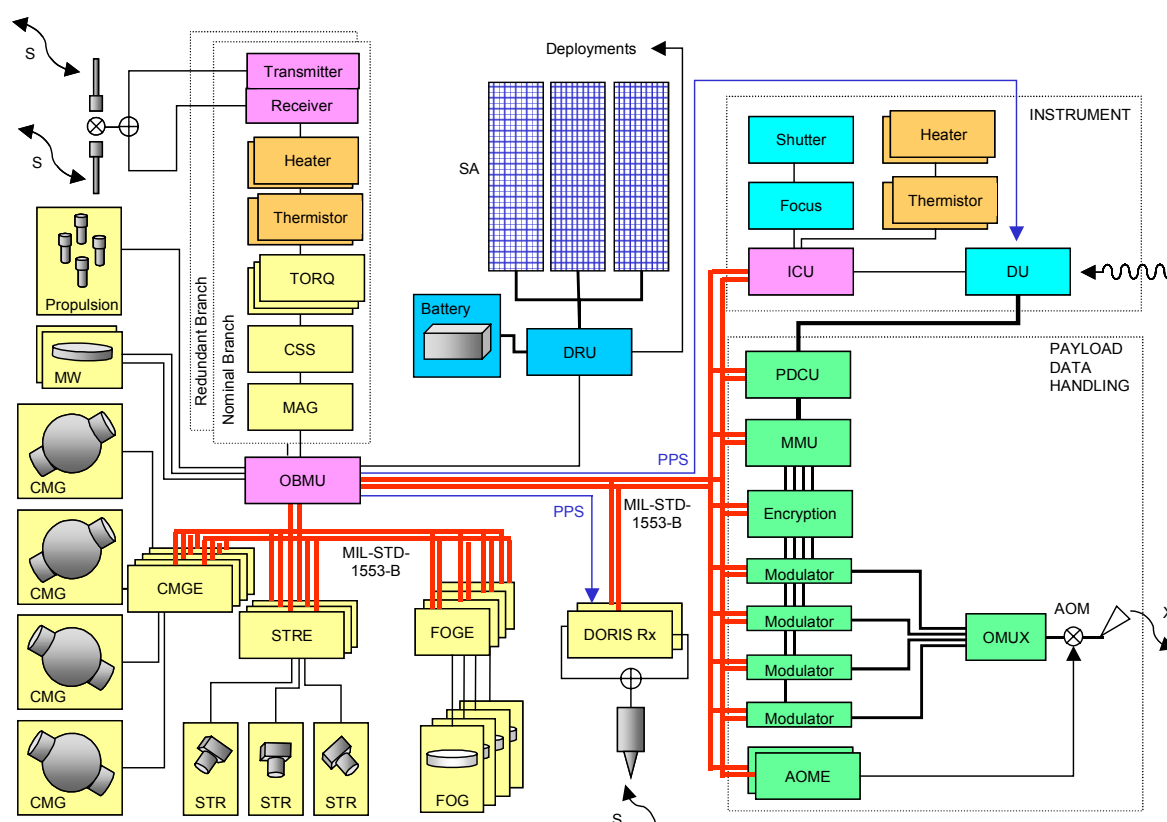 S
S
Redundant Branch
Nominal Branch
Transmitter
Receiver
Heater
Thermistor
TORQ
CSS
MAG
OBMU
Propulsion
MW
CMG
CMG
CMG
CMG
CMGE
MIL-STD-
1553-B
STRE
STR
STR
STR
FOGE
FOG
Deployments
SA
Battery
DRU
PPS
PPS
MIL-STD-
1553-B
DORIS Rx
S
INSTRUMENT
Shutter
Heater
Focus
Thermistor
ICU
DU
PAYLOAD
DATA
HANDLING
PDCU
MMU
Encryption
Modulator
Modulator
Modulator
Modulator
AOME
OMUX
AOM
X